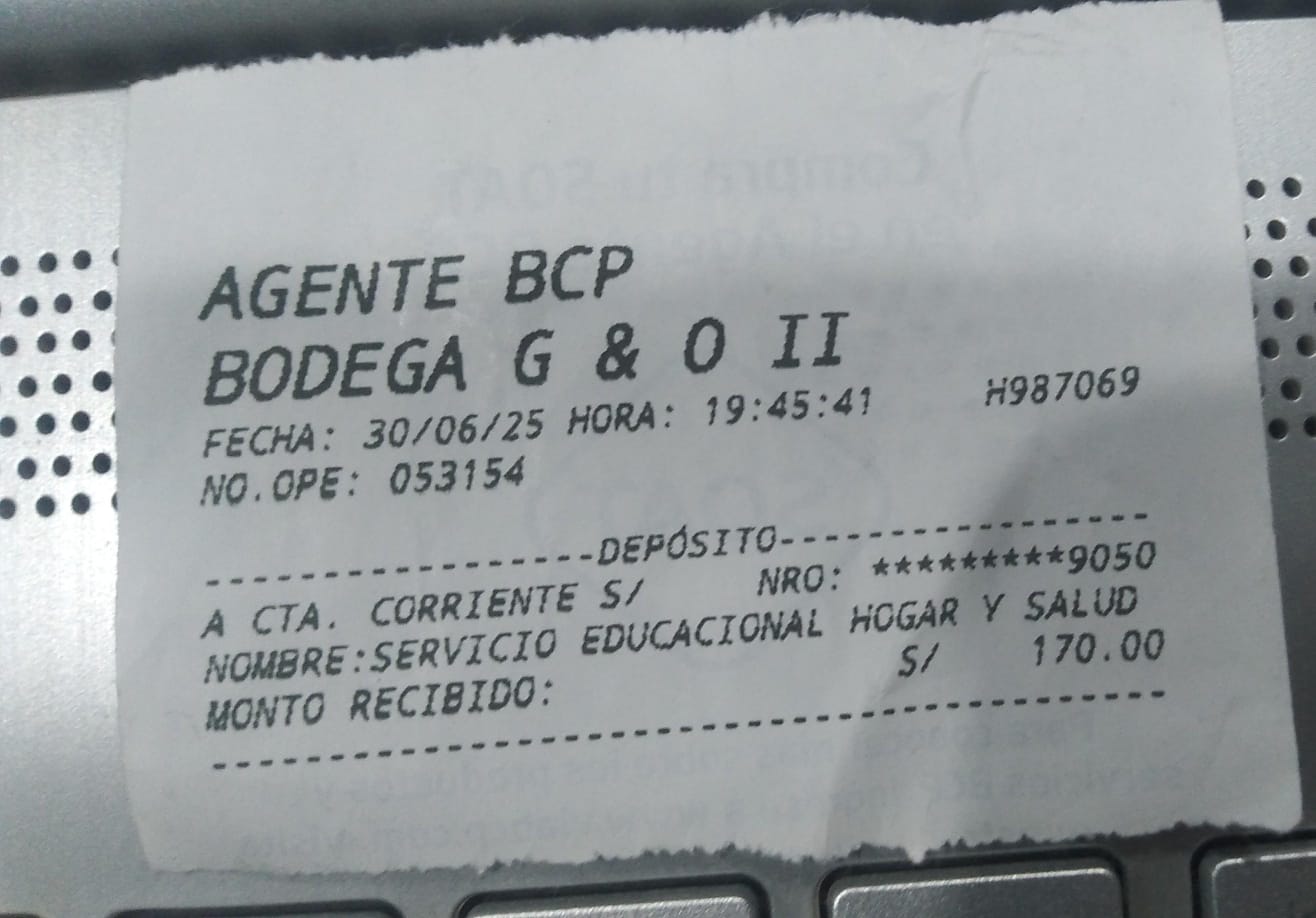 AGENTE BCP
BODEGA G & O II
FECHA: 30/06/25 HORA: 19:45:41 H987069
NO.OPE: 053154
-----------------DEPÓSITO-----------------
A CTA. CORRIENTE S/ NRO: *********9050
NOMBRE:SERVICIO EDUCACIONAL HOGAR Y SALUD
MONTO RECIBIDO: S/ 170.00
------------------------------------------